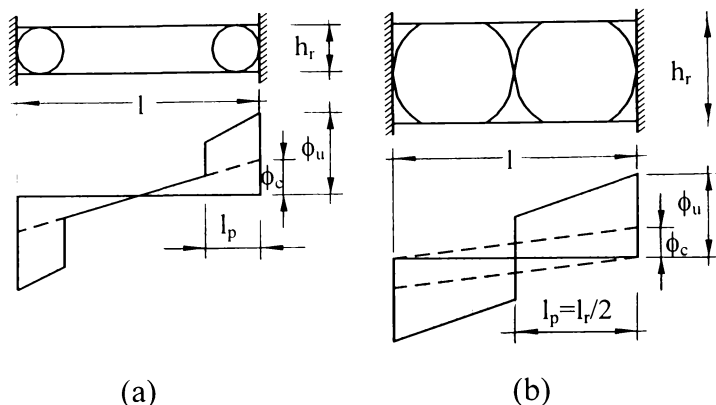 h_r
l
ϕ_u
ϕ_c
l_p
(a)
h_r
l
ϕ_u
ϕ_c
l_p=l_r/2
(b)